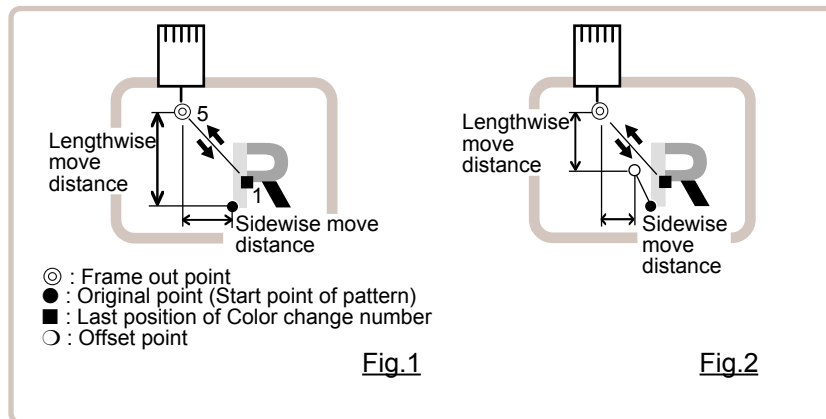 5
Lengthwise
move
distance
R
1
Sidewise move
distance
Lengthwise
move
distance
R
Sidewise
move
distance
◎ : Frame out point
● : Original point (Start point of pattern)
■ : Last position of Color change number
❍ : Offset point
Fig.1
Fig.2